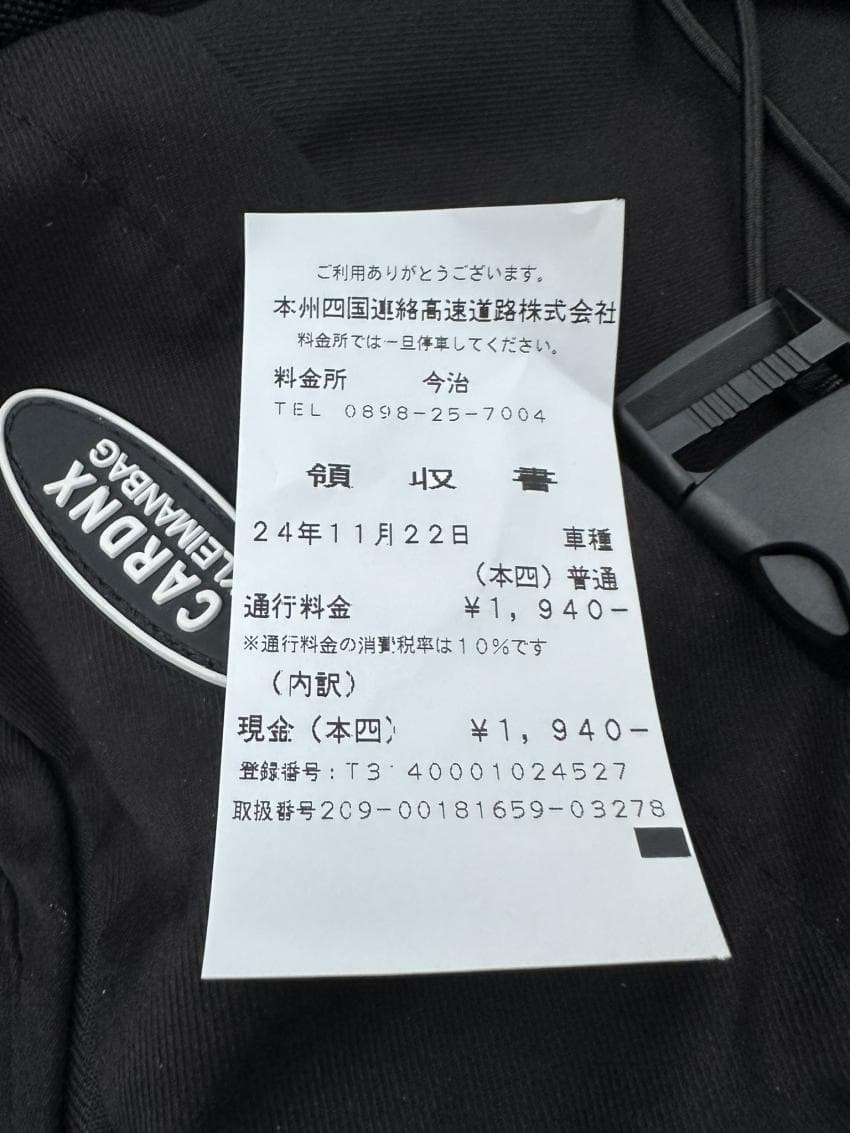 ご利用ありがとうございます。
本州四国連絡高速道路株式会社
料金所では一旦停車してください。
料金所 今治
TEL 0898-25-7004
領 収 書
24年11月22日 車種
(本四)普通
通行料金 ¥1,940-
※通行料金の消費税率は10%です
(内訳)
現金(本四) ¥1,940-
登録番号:
取扱番号209-00181659-03278
CARDNX
KLEIMANBAG